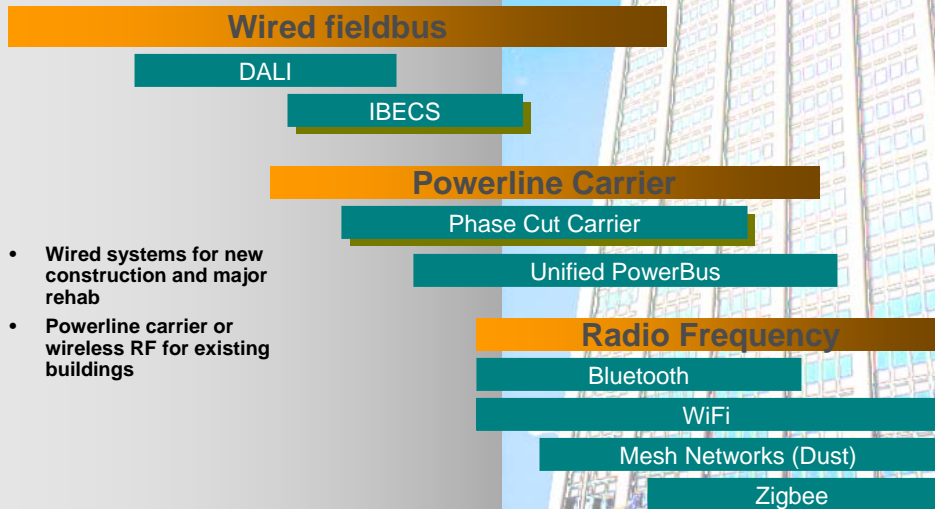 Wired fieldbus
DALI
IBECS
Powerline Carrier
Phase Cut Carrier
Unified PowerBus
• Wired systems for new
construction and major
rehab
• Powerline carrier or
wireless RF for existing
buildings
Radio Frequency
Bluetooth
WiFi
Mesh Networks (Dust)
Zigbee